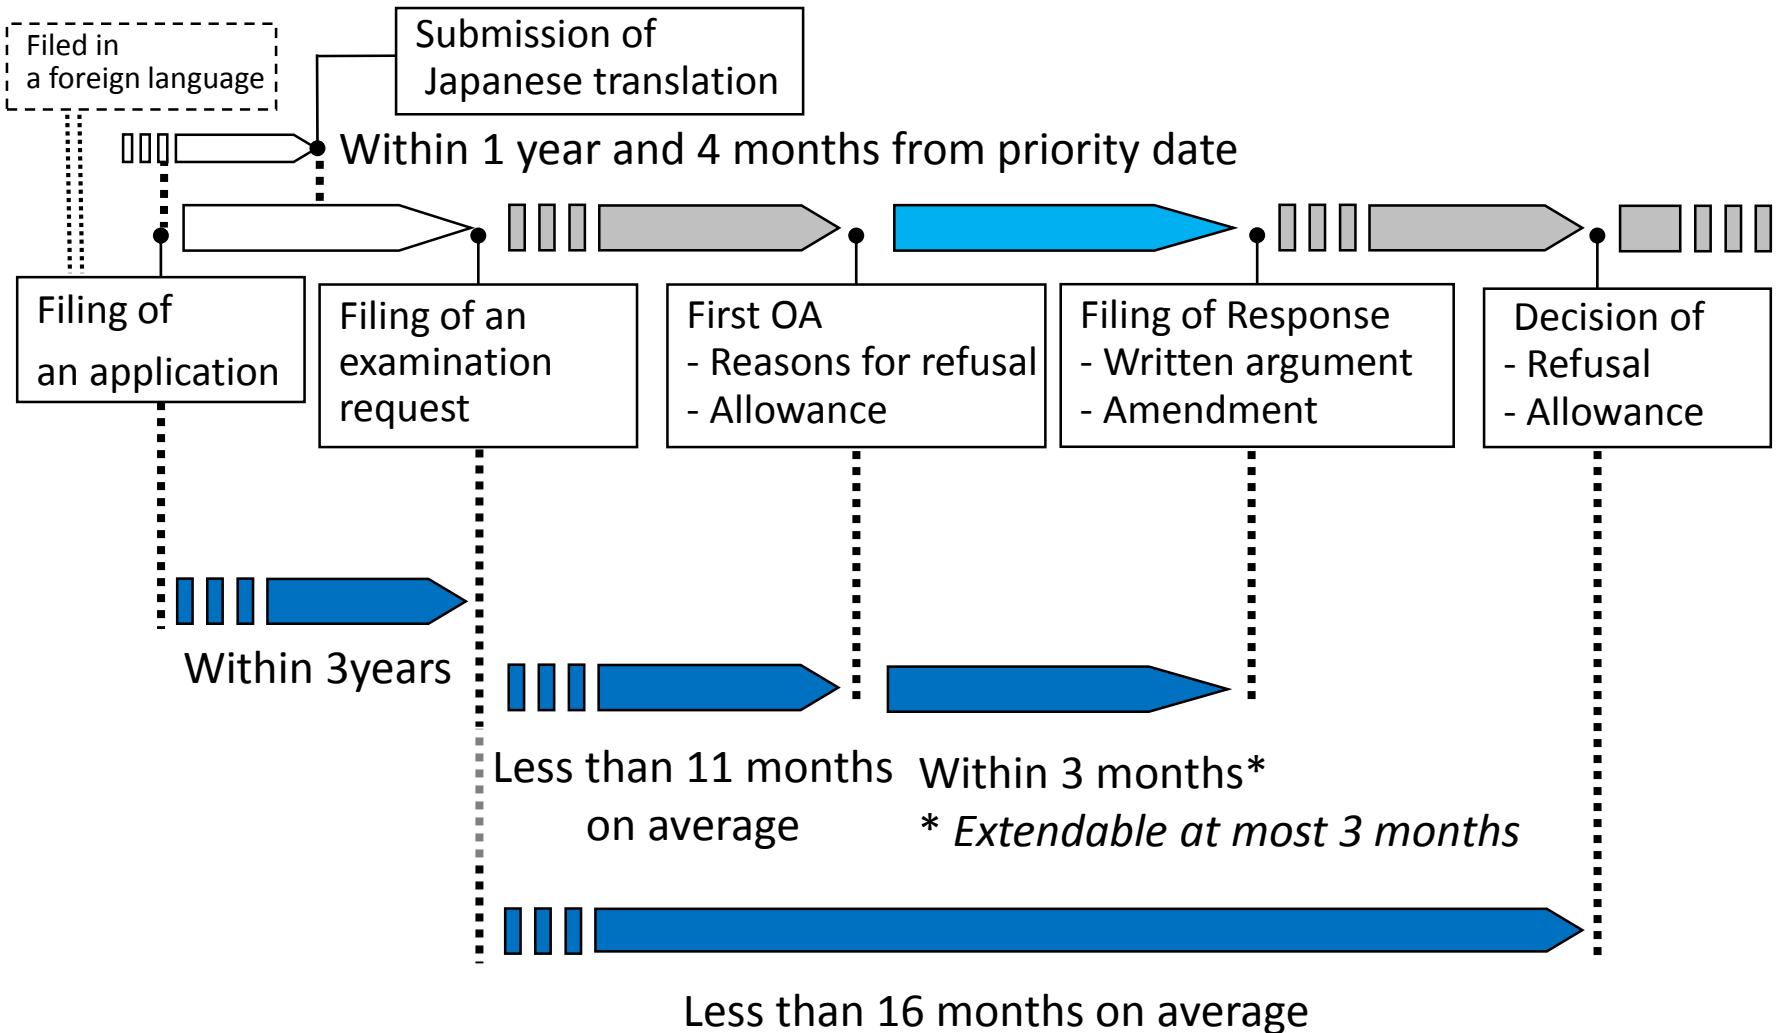 Filed in
a foreign language
Submission of
Japanese translation
Within 1 year and 4 months from priority date
Filing of
an application
Filing of an
examination
request
First OA
- Reasons for refusal
- Allowance
Filing of Response
- Written argument
- Amendment
Decision of
- Refusal
- Allowance
Within 3years
Less than 11 months
on average
Within 3 months*
* Extendable at most 3 months
Less than 16 months on average